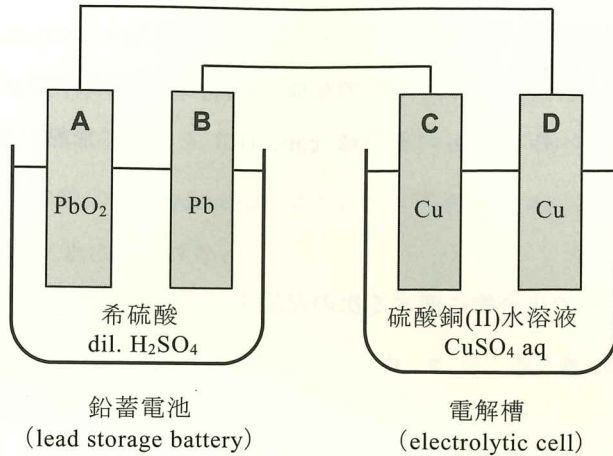 A B C D
PbO₂ Pb Cu Cu
希硫酸
dil. H₂SO₄
硫酸銅(II)水溶液
CuSO₄ aq
鉛蓄電池
(lead storage battery)
電解槽
(electrolytic cell)